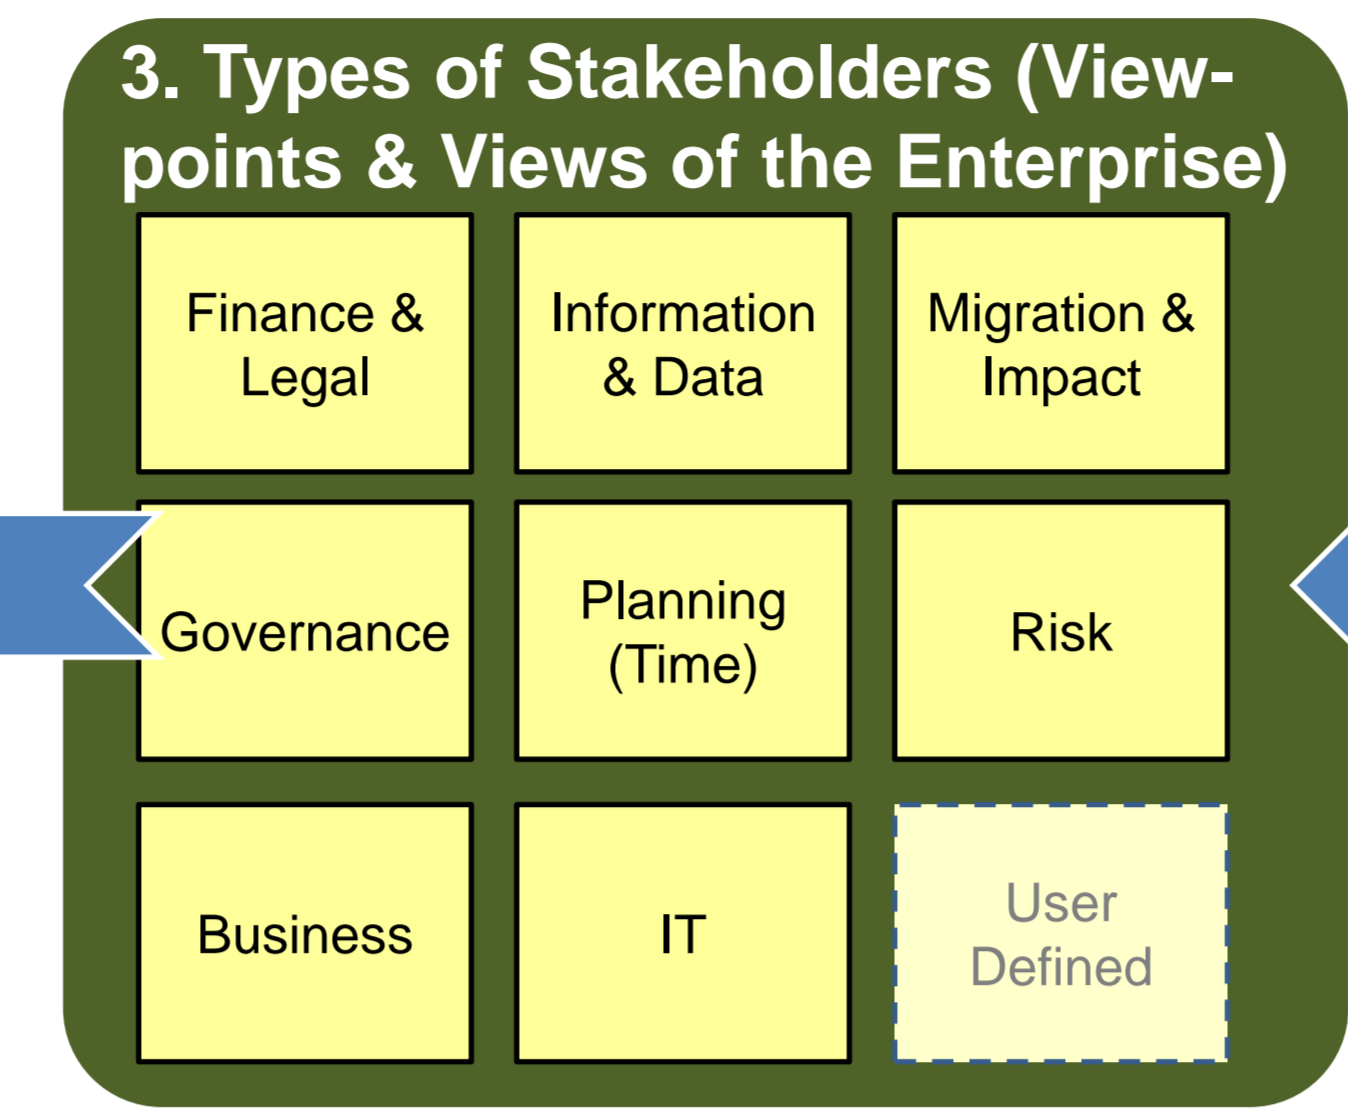 3. Types of Stakeholders (View-
points & Views of the Enterprise)
Finance &
Legal
Information
& Data
Migration &
Impact
Governance
Planning
(Time)
Risk
Business
IT
User
Defined